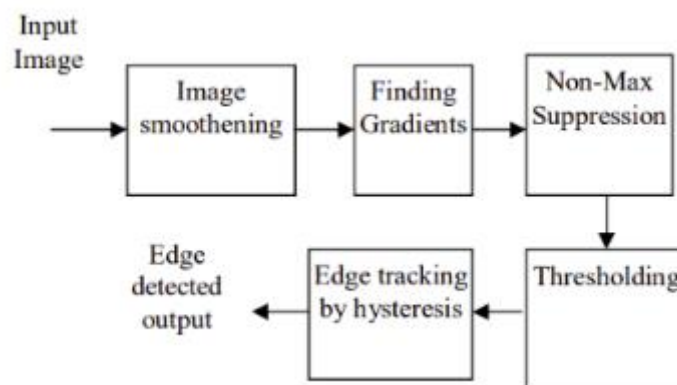 Input
Image
Image
smoothening
Finding
Gradients
Non-Max
Suppression
Thresholding
Edge tracking
by hysteresis
Edge
detected
output